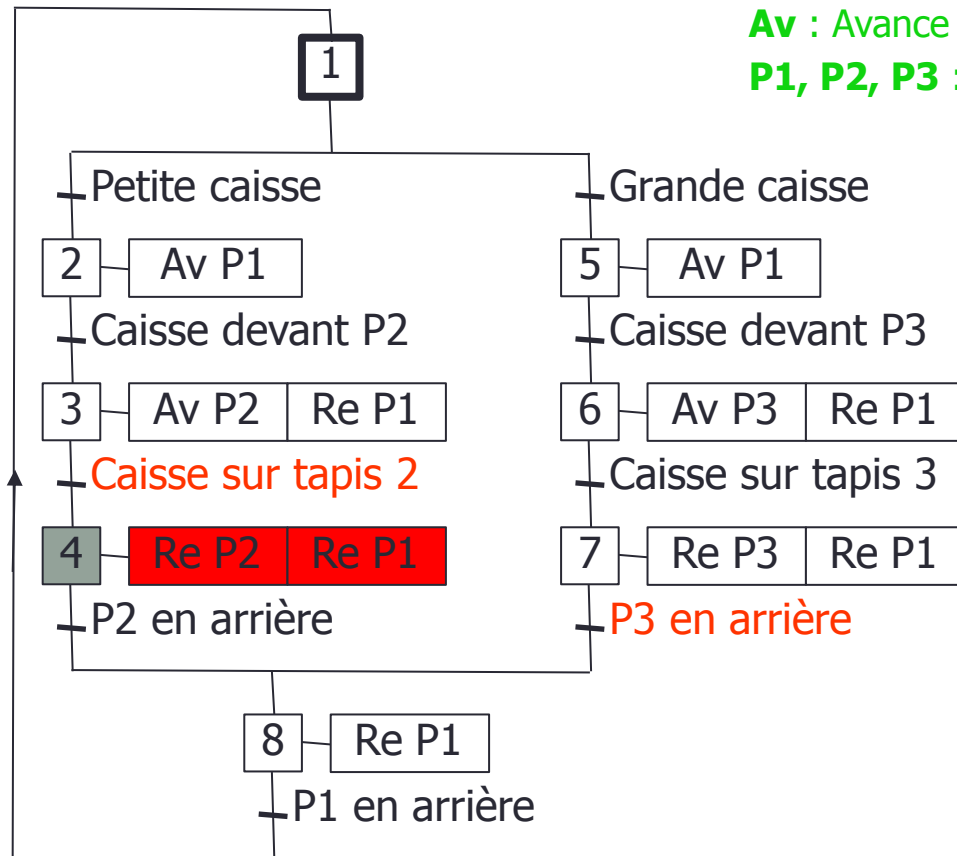 Av : Avance
P1, P2, P3 :
1
Petite caisse
Grande caisse
2 Av P1
5 Av P1
Caisse devant P2
Caisse devant P3
3 Av P2 Re P1
6 Av P3 Re P1
Caisse sur tapis 2
Caisse sur tapis 3
4 Re P2 Re P1
7 Re P3 Re P1
P2 en arrière
P3 en arrière
8 Re P1
P1 en arrière